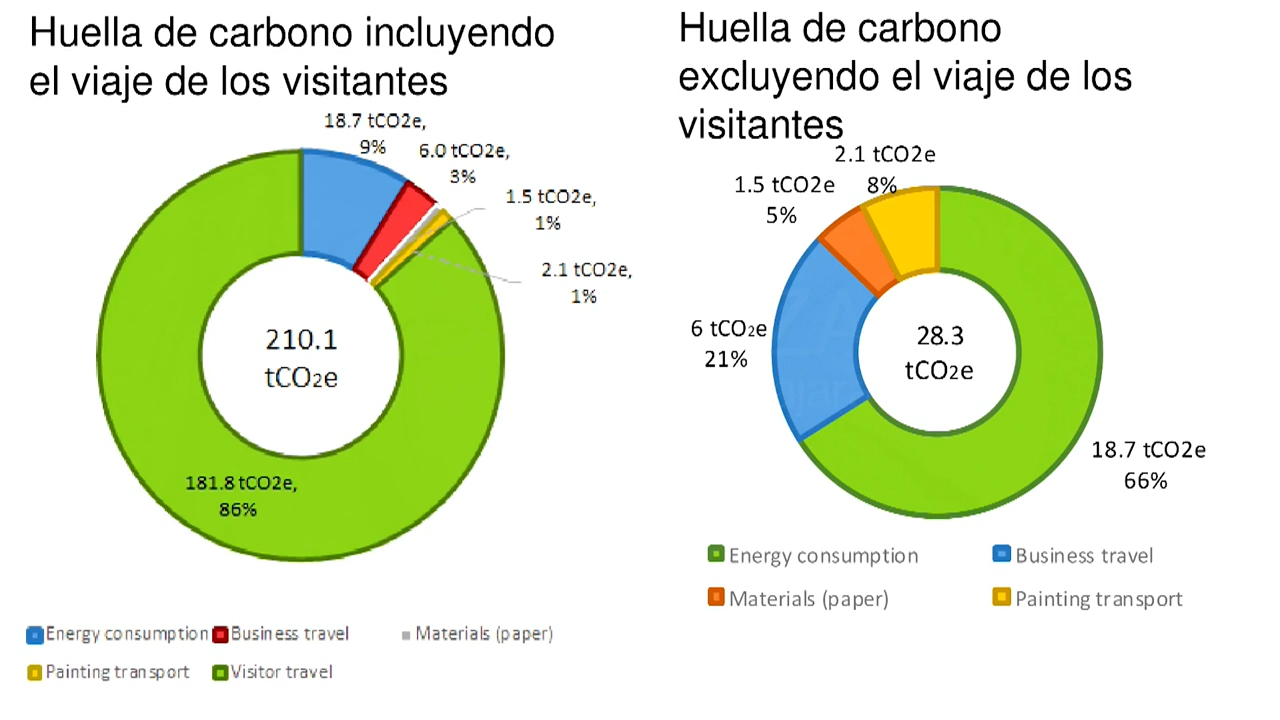 Huella de carbono incluyendo
el viaje de los visitantes
18.7 tCO2e,
9%
6.0 tCO2e,
3%
1.5 tCO2e,
1%
2.1 tCO2e,
1%
210.1
tCO2e
181.8 tCO2e,
86%
Energy consumption
Business travel
Materials (paper)
Painting transport
Visitor travel
Huella de carbono
excluyendo el viaje de los
visitantes
2.1 tCO2e
8%
1.5 tCO2e
5%
6 tCO2e
21%
28.3
tCO2e
18.7 tCO2e
66%
Energy consumption
Business travel
Materials (paper)
Painting transport